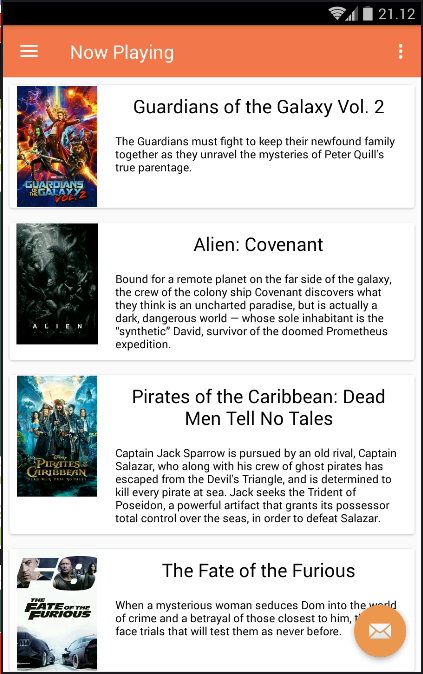 21.12
Now Playing
Guardians of the Galaxy Vol. 2
The Guardians must fight to keep their newfound family
together as they unravel the mysteries of Peter Quill's
true parentage.
GUARDIANS
OF THE GALAXY
VOL. 2
Alien: Covenant
Bound for a remote planet on the far side of the galaxy,
the crew of the colony ship Covenant discovers what
they think is an uncharted paradise, but is actually a
dark, dangerous world — whose sole inhabitant is the
"synthetic" David, survivor of the doomed Prometheus
expedition.
ALIEN
Pirates of the Caribbean: Dead
Men Tell No Tales
Captain Jack Sparrow is pursued by an old rival, Captain
Salazar, who along with his crew of ghost pirates has
escaped from the Devil's Triangle, and is determined to
kill every pirate at sea. Jack seeks the Trident of
Poseidon, a powerful artifact that grants its possessor
total control over the seas, in order to defeat Salazar.
PIRATES
CARIBBEAN
DEAD MEN TELL NO TALES
The Fate of the Furious
When a mysterious woman seduces Dom into the world
of crime and a betrayal of those closest to him,
face trials that will test them as never before.
THE
FATE OF THE
FURIOUS